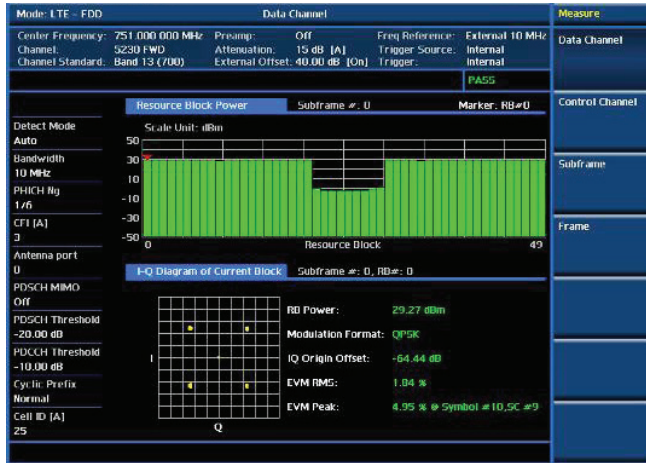 Mode: LTE - FDD
Data Channel
Measure
Center Frequency: 751.000 000 MHz
Preamp: Off
Freq Reference: External 10 MHz
Channel: 5230 FWD
Attenuation: 15 dB [A]
Trigger Source: Internal
Channel Standard: Band 13 (700)
External Offset: 40.00 dB [On]
Trigger: Internal
PASS
Data Channel
Control Channel
Subframe
Frame
Detect Mode
Auto
Bandwidth
10 MHz
PHICH Ng
1/6
CFI [A]
3
Antenna port
0
PDSCH MIMO
Off
PDSCH Threshold
-20.00 dB
PDCCH Threshold
-10.00 dB
Cyclic Prefix
Normal
Cell ID [A]
25
Resource Block Power
Subframe #: 0
Marker: RB#0
Scale Unit: dBm
50
30
10
-10
-30
-50
0
Resource Block
49
I-Q Diagram of Current Block
Subframe #: 0, RB#: 0
I
Q
RB Power: 29.27 dBm
Modulation Format: QPSK
IQ Origin Offset: -64.44 dB
EVM RMS: 1.84 %
EVM Peak: 4.95 % @ Symbol #10,SC #9